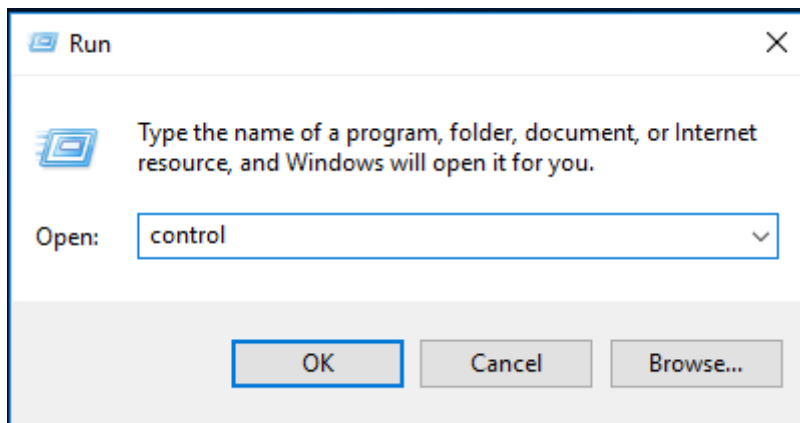 Run
Type the name of a program, folder, document, or Internet
resource, and Windows will open it for you.
Open: control
OK Cancel Browse...